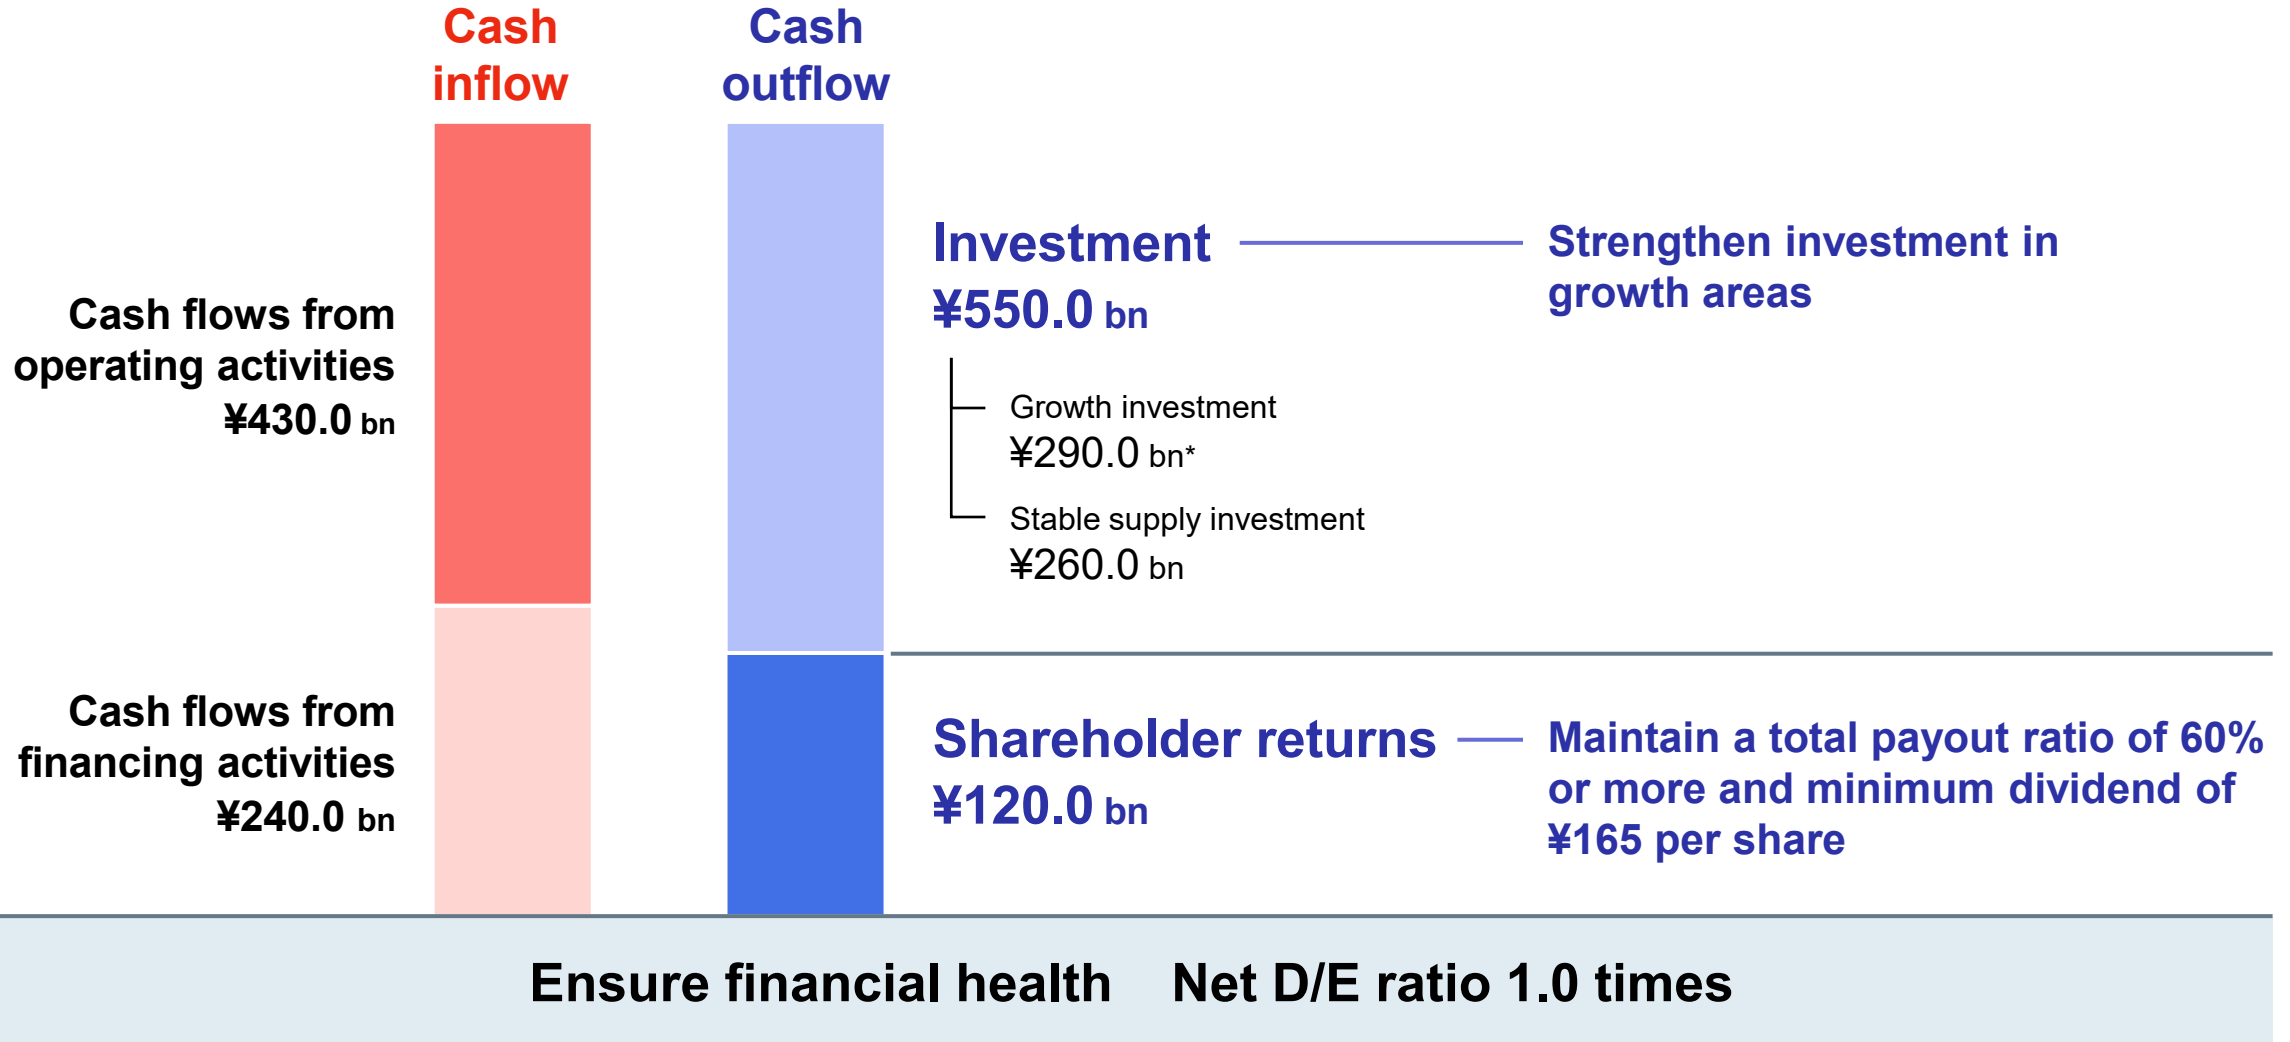 Cash
inflow
Cash
outflow
Cash flows from
operating activities
¥430.0 bn
Cash flows from
financing activities
¥240.0 bn
Investment
¥550.0 bn
Strengthen investment in
growth areas
Growth investment
¥290.0 bn*
Stable supply investment
¥260.0 bn
Shareholder returns
¥120.0 bn
Maintain a total payout ratio of 60%
or more and minimum dividend of
¥165 per share
Ensure financial health Net D/E ratio 1.0 times